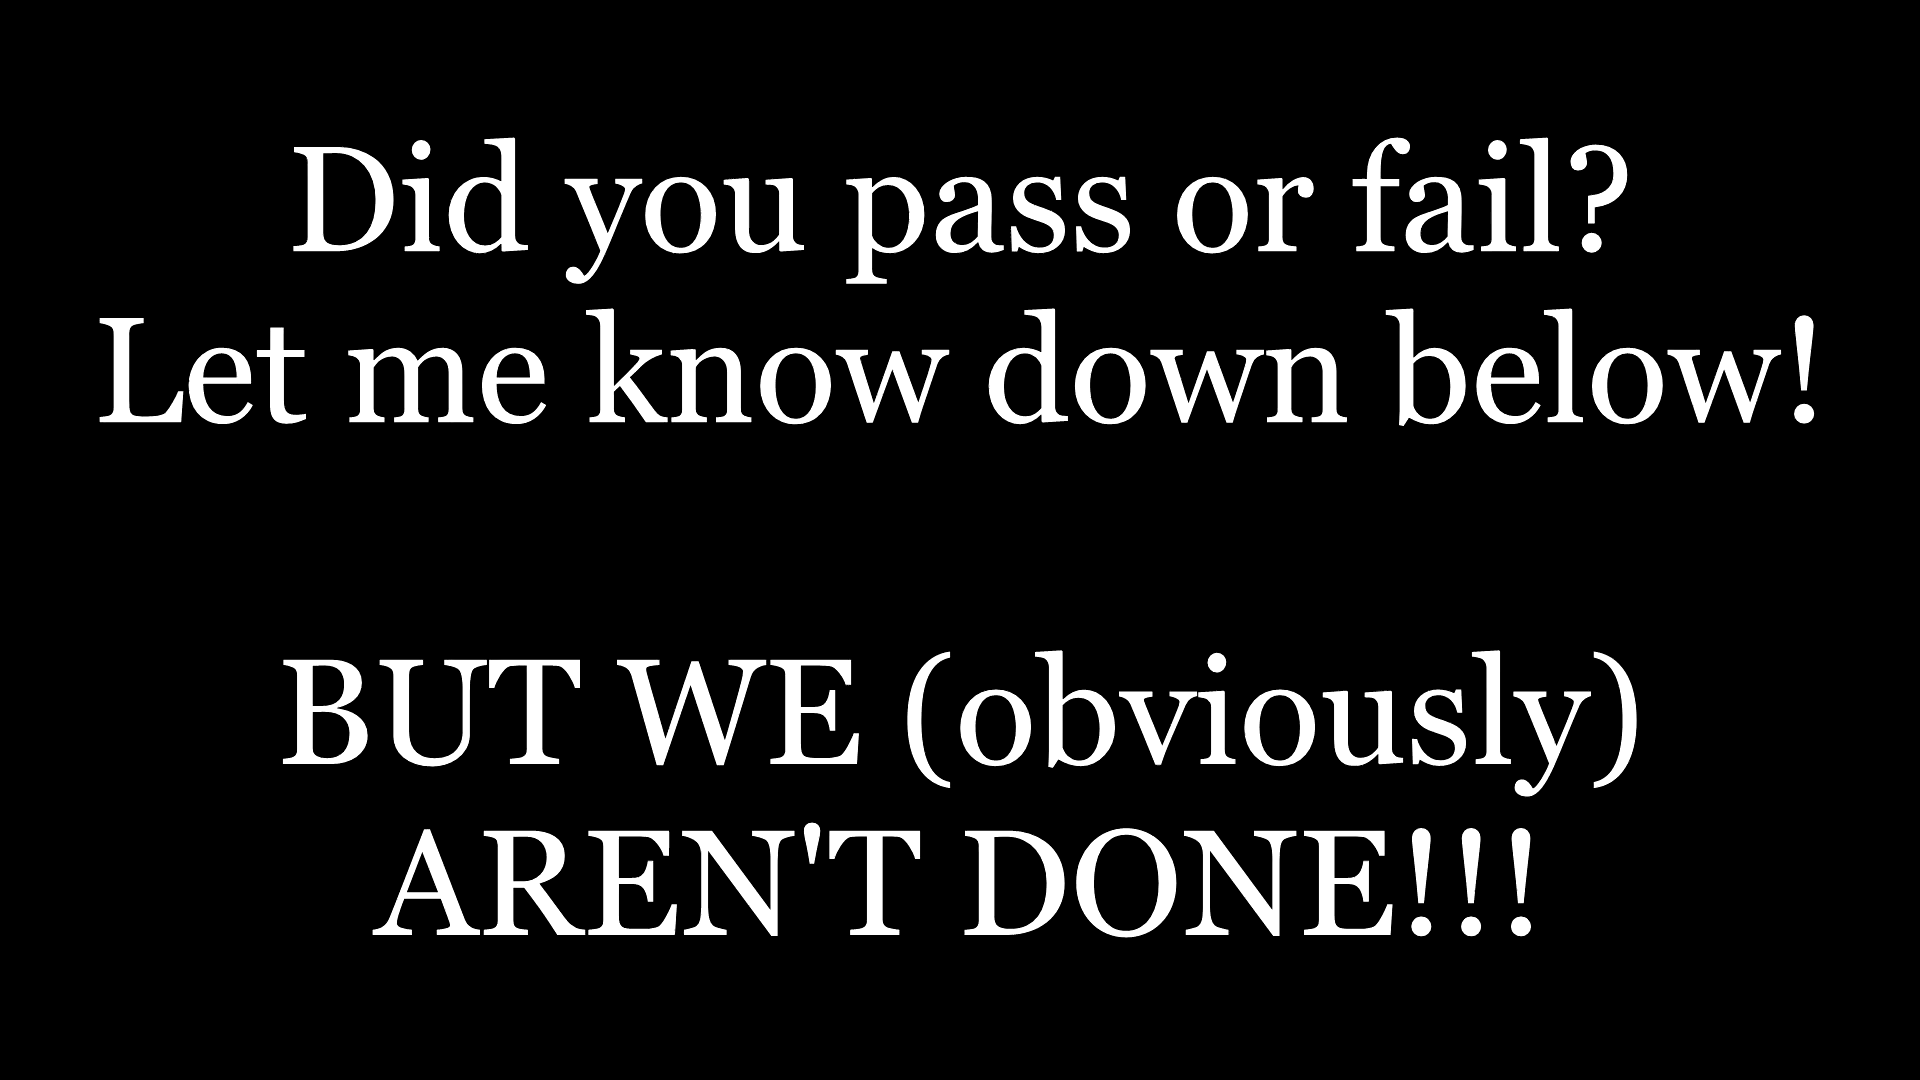 Did you pass or fail?
Let me know down below!
BUT WE (obviously)
AREN'T DONE!!!